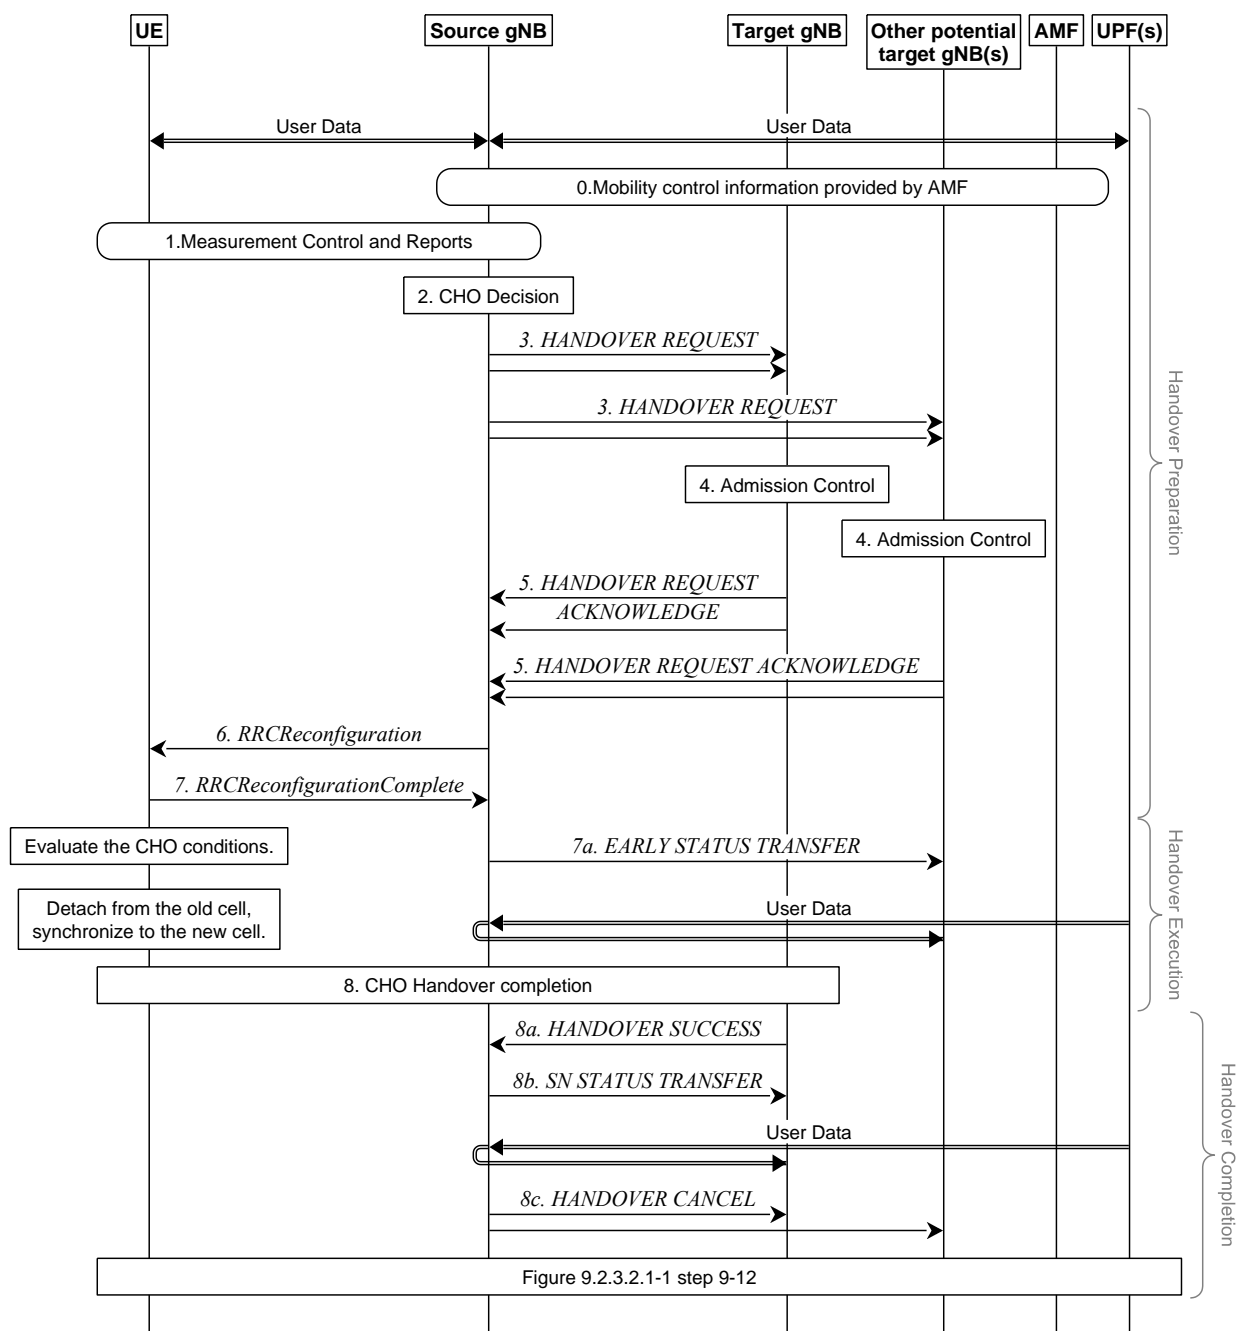 UE
Source gNB
Target gNB
Other potential
target gNB(s)
AMF
UPF(s)
User Data
User Data
0.Mobility control information provided by AMF
1.Measurement Control and Reports
2. CHO Decision
3. HANDOVER REQUEST
3. HANDOVER REQUEST
Handover Preparation
4. Admission Control
4. Admission Control
5. HANDOVER REQUEST
ACKNOWLEDGE
5. HANDOVER REQUEST ACKNOWLEDGE
6. RRCReconfiguration
7. RRCReconfigurationComplete
Evaluate the CHO conditions.
7a. EARLY STATUS TRANSFER
Handover Execution
Detach from the old cell,
synchronize to the new cell.
User Data
8. CHO Handover completion
8a. HANDOVER SUCCESS
8b. SN STATUS TRANSFER
User Data
Handover Completion
8c. HANDOVER CANCEL
Figure 9.2.3.2.1-1 step 9-12